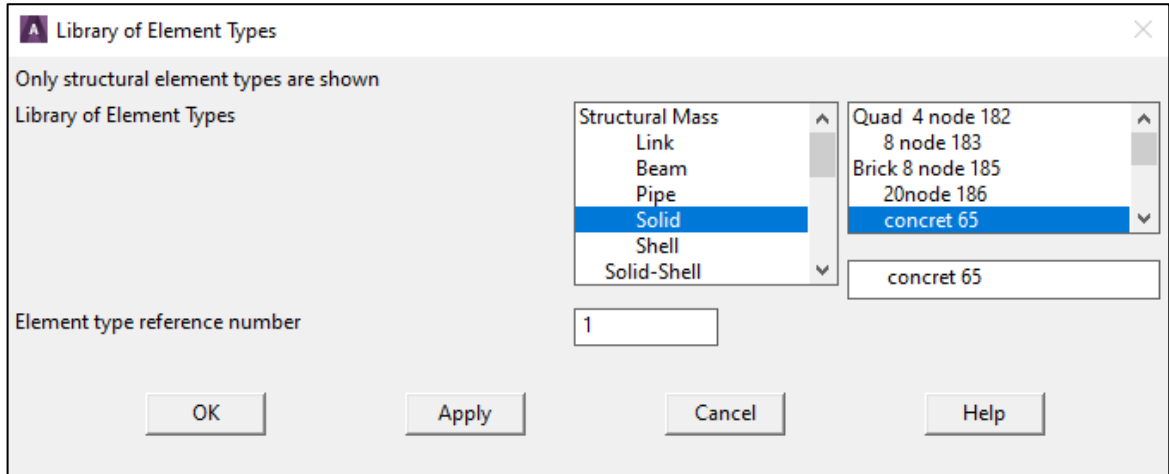 A Library of Element Types
Only structural element types are shown
Library of Element Types
Structural Mass
Link
Beam
Pipe
Solid
Shell
Solid-Shell
Quad 4 node 182
8 node 183
Brick 8 node 185
20node 186
concret 65
concret 65
Element type reference number
1
OK Apply Cancel Help